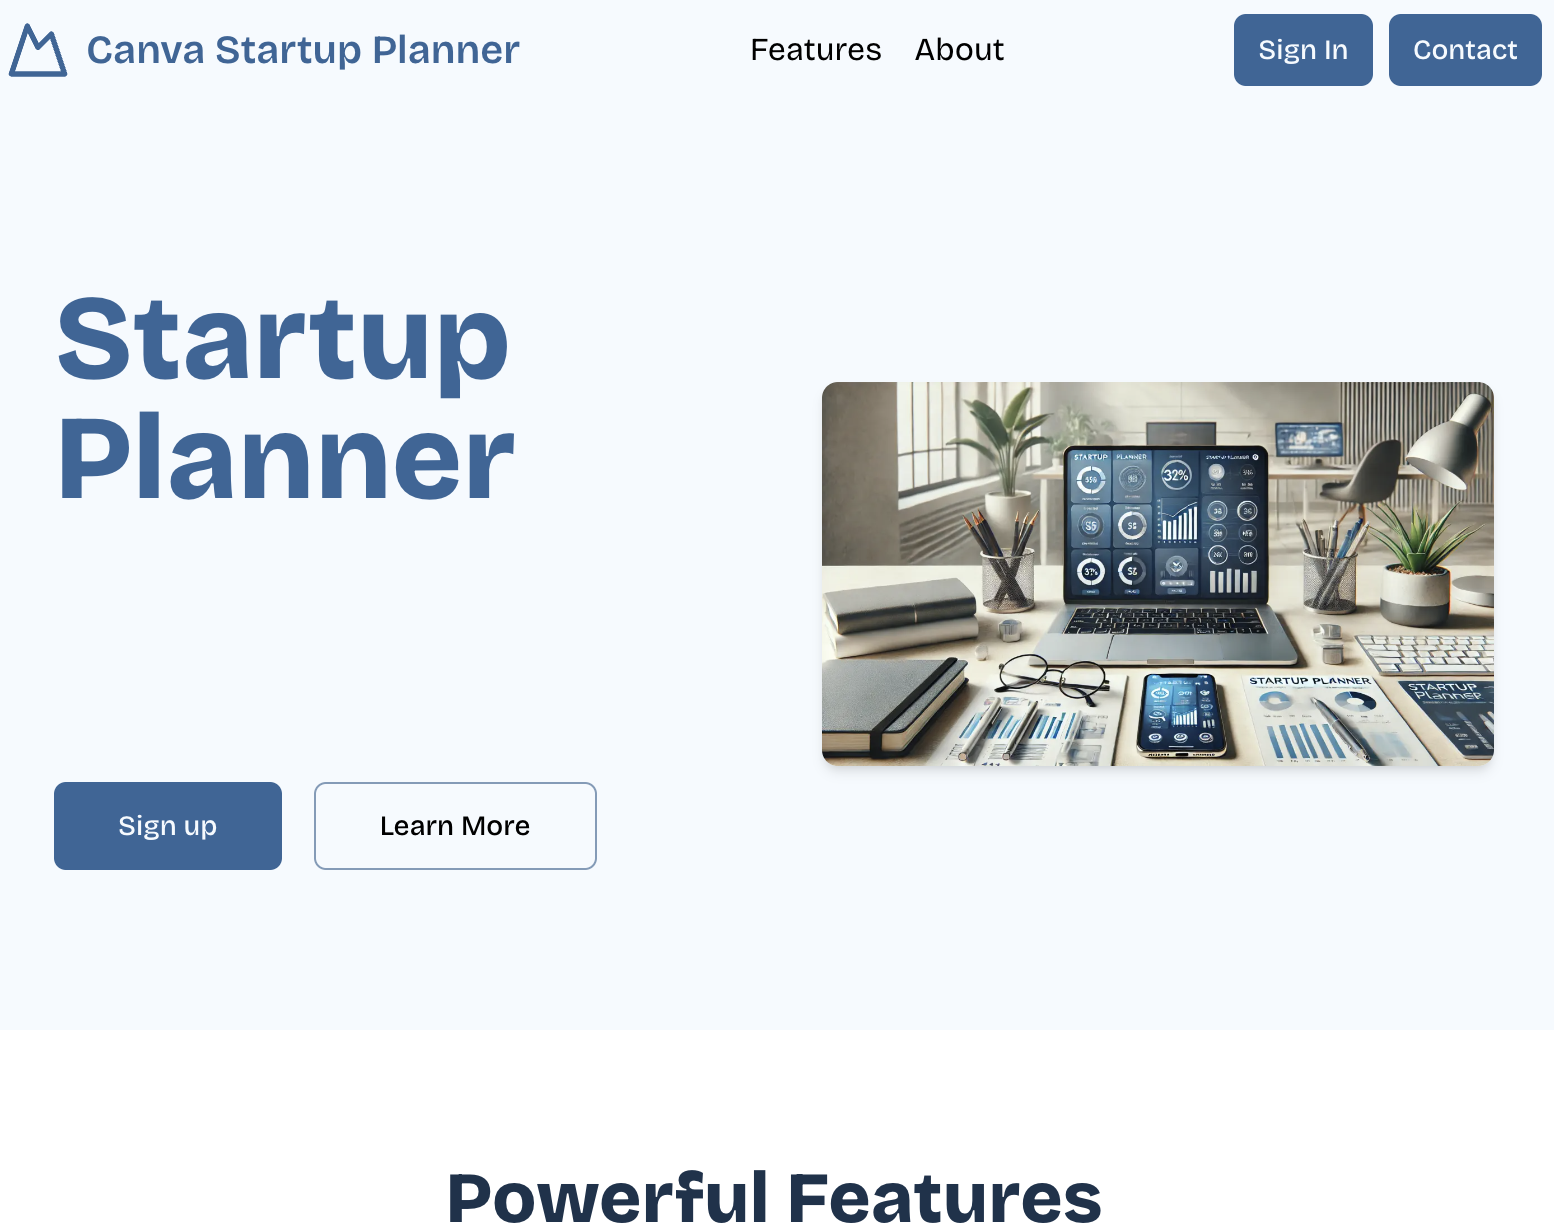 Canva Startup Planner
Features
About
Sign In
Contact
Startup
Planner
STARTUP PLANNER
32%
STARTUP PLANNER
STARTUP
PLANNER
Sign up
Learn More
Powerful Features